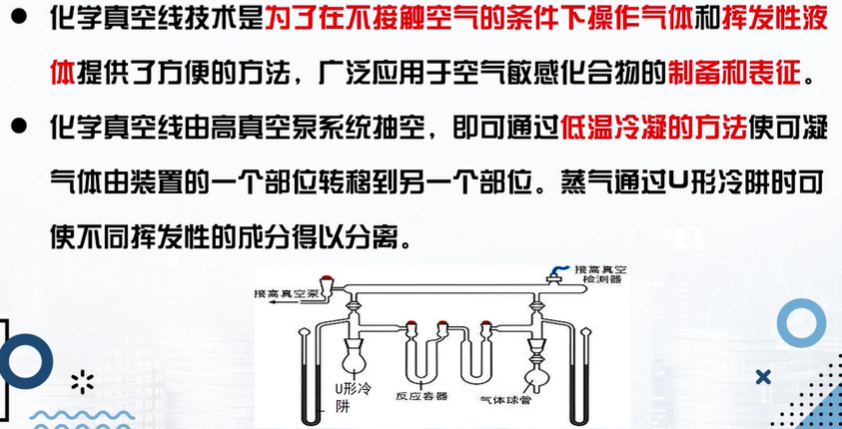 ● 化学真空线技术是为了在不接触空气的条件下操作气体和挥发性液
体提供了方便的方法，广泛应用于空气敏感化合物的制备和表征。
● 化学真空线由高真空泵系统抽空，即可通过低温冷凝的方法使可凝
气体由装置的一个部位转移到另一个部位。蒸气通过U形冷阱时可
使不同挥发性的成分得以分离。
接高真空
检测器
接高真空泵
U形冷
阱
反应容器
气体球管